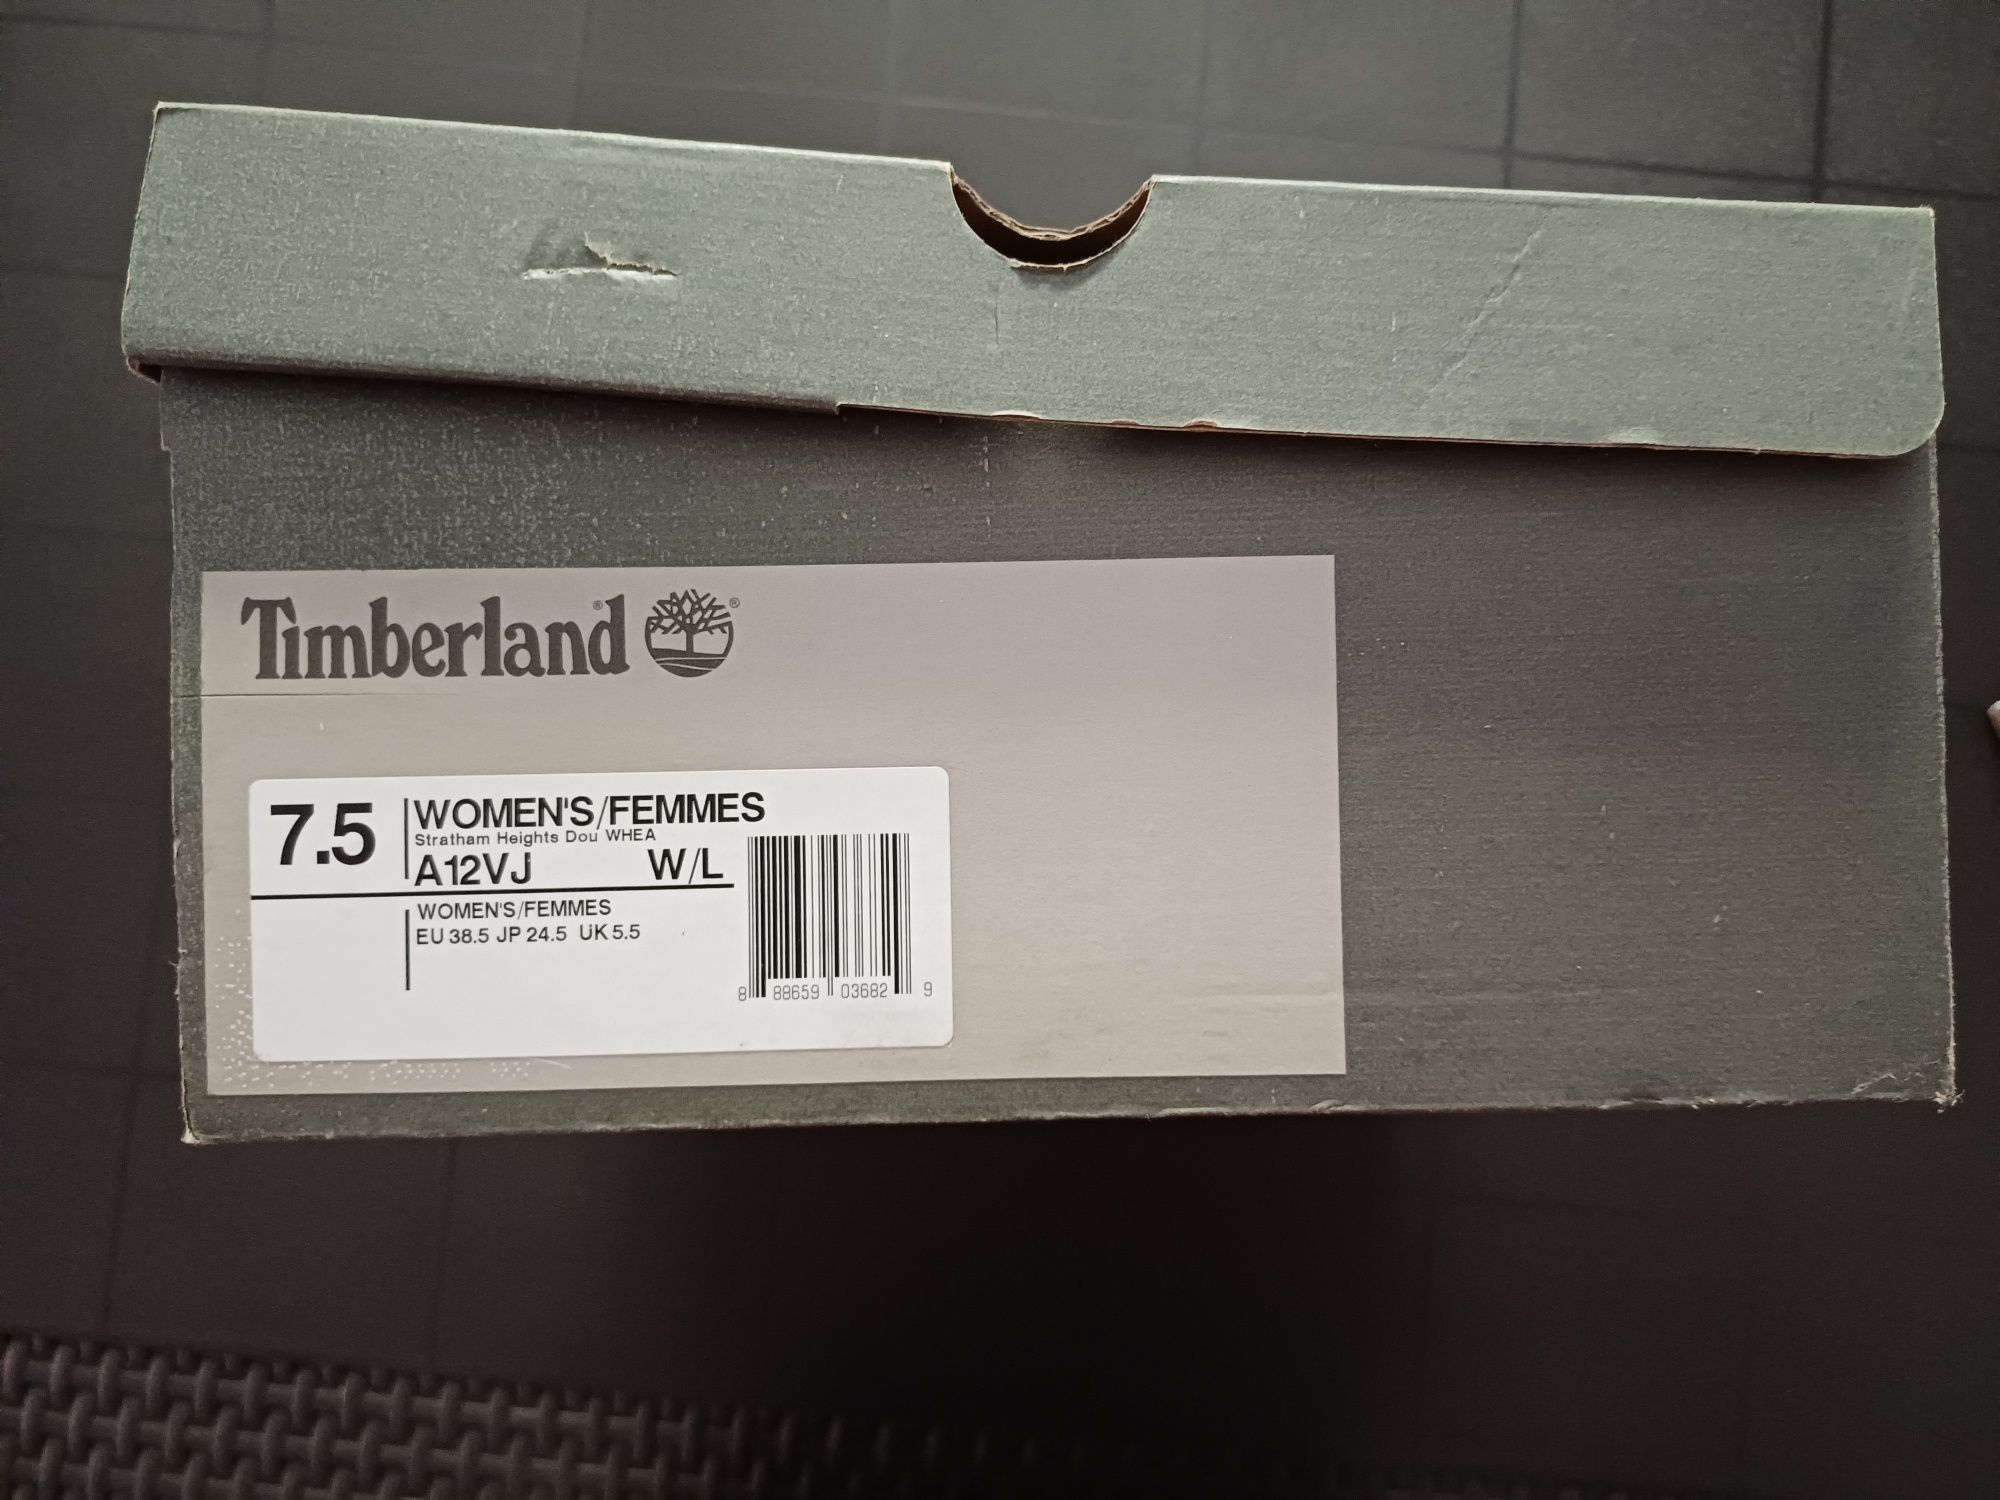 Timberland®
®
7.5
WOMEN'S/FEMMES
Stratham Heights Dou WHEA
A12VJ W/L
WOMEN'S/FEMMES
EU 38.5 JP 24.5 UK 5.5
8 88659 03682 9